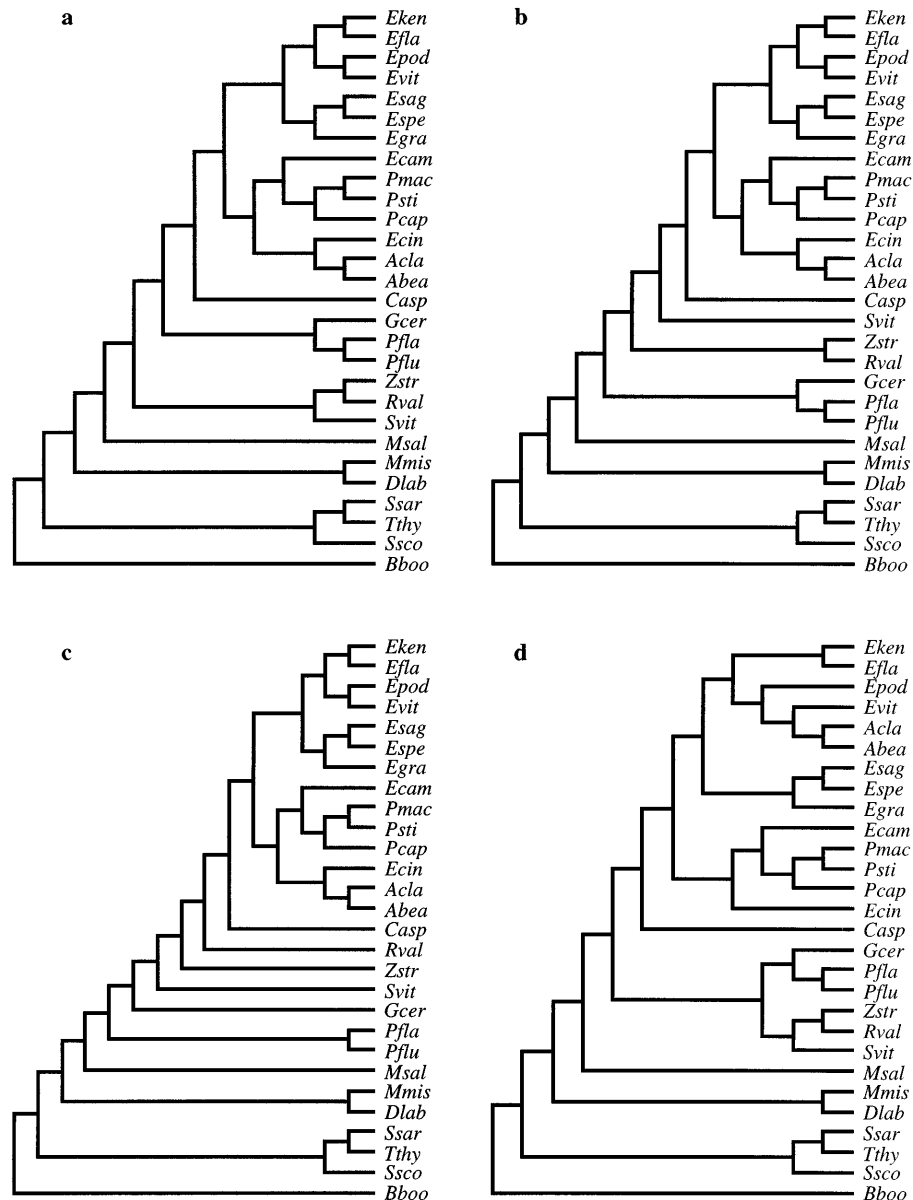 a
Eken
Efla
Epod
Evit
Esag
Espe
Egra
Ecam
Pmac
Psti
Pcap
Ecin
Acla
Abea
Casp
Gcer
Pfla
Pflu
Zstr
Rval
Svit
Msal
Mmis
Dlab
Ssar
Tthy
Ssco
Bboo
b
Eken
Efla
Epod
Evit
Esag
Espe
Egra
Ecam
Pmac
Psti
Pcap
Ecin
Acla
Abea
Casp
Svit
Zstr
Rval
Gcer
Pfla
Pflu
Msal
Mmis
Dlab
Ssar
Tthy
Ssco
Bboo
c
Eken
Efla
Epod
Evit
Esag
Espe
Egra
Ecam
Pmac
Psti
Pcap
Ecin
Acla
Abea
Casp
Rval
Zstr
Svit
Gcer
Pfla
Pflu
Msal
Mmis
Dlab
Ssar
Tthy
Ssco
Bboo
d
Eken
Efla
Epod
Evit
Acla
Abea
Esag
Espe
Egra
Ecam
Pmac
Psti
Pcap
Ecin
Casp
Gcer
Pfla
Pflu
Zstr
Rval
Svit
Msal
Mmis
Dlab
Ssar
Tthy
Ssco
Bboo